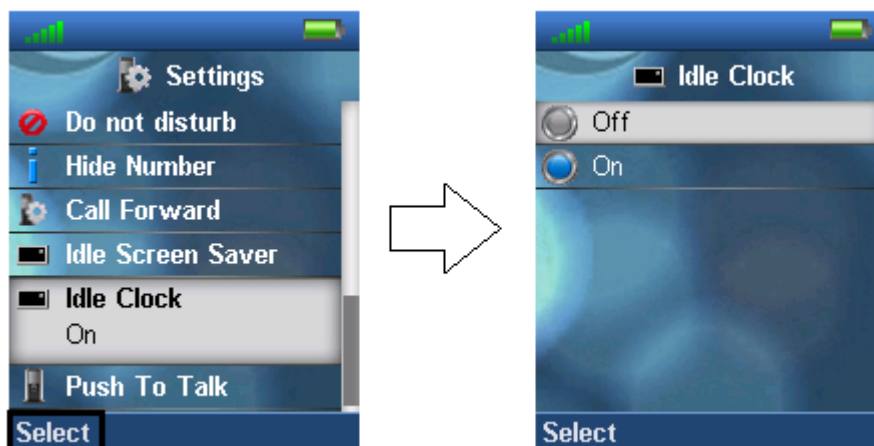 Settings
Do not disturb
Hide Number
Call Forward
Idle Screen Saver
Idle Clock
On
Push To Talk
Select
Idle Clock
Off
On
Select